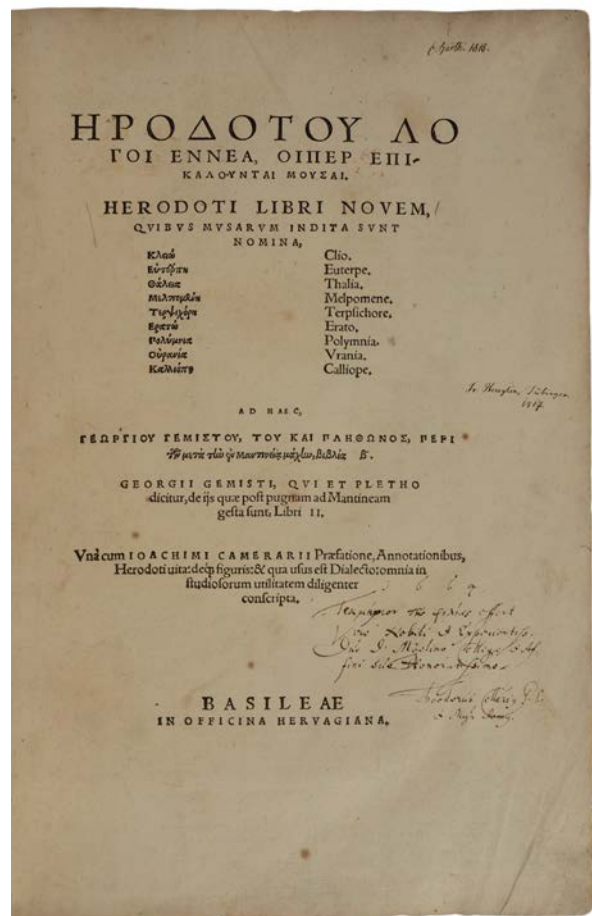 ΗΡΟΔΟΤΟΥ ΛΟ
ΓΟΙ ΕΝΝΕΑ, ΟΙΠΕΡ ΕΠΙ-
ΚΑΛΟΥΝΤΑΙ ΜΟΥΣΑΙ.
HERODOTI LIBRI NOVEM,
QVIBVS MVSARVM INDITA SVNT
NOMINA,
Κλειώ Clio.
Εὐτέρπη Euterpe.
Θάλεια Thalia.
Μελπομένη Melpomene.
Τερψιχόρη Terpſichore.
Ερατώ Erato.
Πολύμνια Polymnia.
Οὐρανία Vrania.
Καλλιόπη Calliope.
1817.
AD HAEC,
ΓΕΩΡΓΙΟΥ ΓΕΜΙΣΤΟΥ, ΤΟΥ ΚΑΙ ΠΛΗΘΩΝΟΣ, ΠΕΡΙ
τῶν μετὰ τὴν ἐν Μαντινείᾳ μάχην, βιβλία Β.
GEORGII GEMISTI, QVI ET PLETHO
dicitur, de ijs quæ poſt pugnam ad Mantineam
geſta ſunt, Libri II.
Vnà cum IOACHIMI CAMERARII Præfatione, Annotationibus,
Herodoti uita: deq́ figuris: & qua uſus eſt Dialecto: omnia in
ſtudioſorum utilitatem diligenter
conſcripta.
BASILEAE
IN OFFICINA HERVAGIANA.